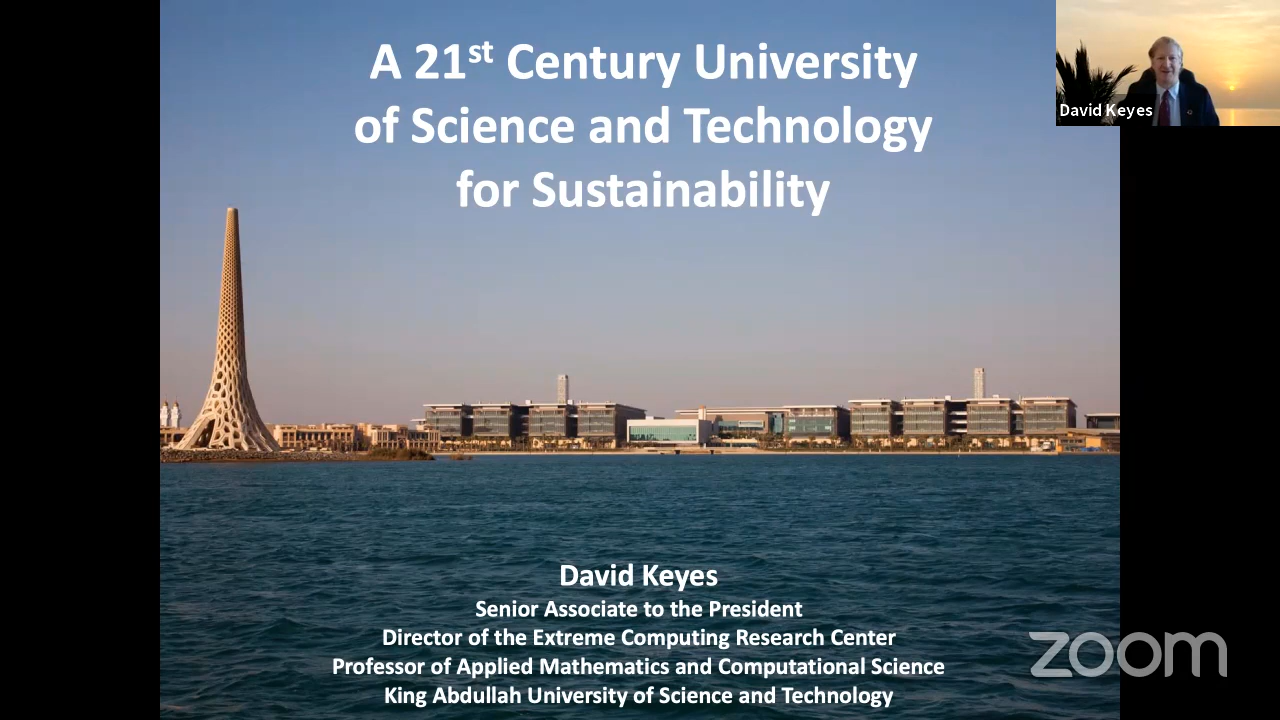 A 21st Century University
of Science and Technology
for Sustainability
David Keyes
David Keyes
Senior Associate to the President
Director of the Extreme Computing Research Center
Professor of Applied Mathematics and Computational Science
King Abdullah University of Science and Technology
zoom